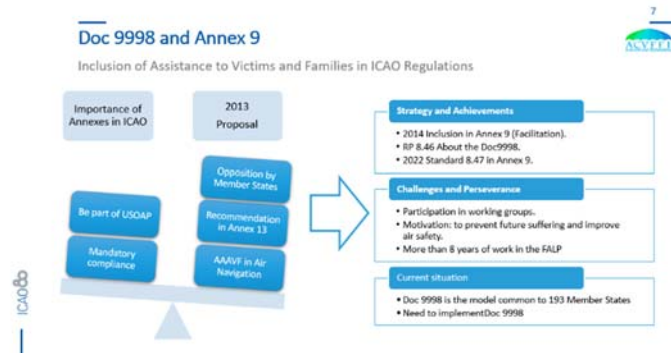 7
Doc 9998 and Annex 9
ACVFFI
Inclusion of Assistance to Victims and Families in ICAO Regulations
Importance of
Annexes in ICAO
2013
Proposal
Opposition by
Member States
Be part of USOAP
Recommendation
in Annex 13
Mandatory
compliance
AAAVF in Air
Navigation
Strategy and Achievements
• 2014 Inclusion in Annex 9 (Facilitation).
• RP 8.46 About the Doc9998.
• 2022 Standard 8.47 in Annex 9.
Challenges and Perseverance
• Participation in working groups.
• Motivation: to prevent future suffering and improve
air safety.
• More than 8 years of work in the FALP
Current situation
• Doc 9998 is the model common to 193 Member States
• Need to implementDoc 9998
ICAO